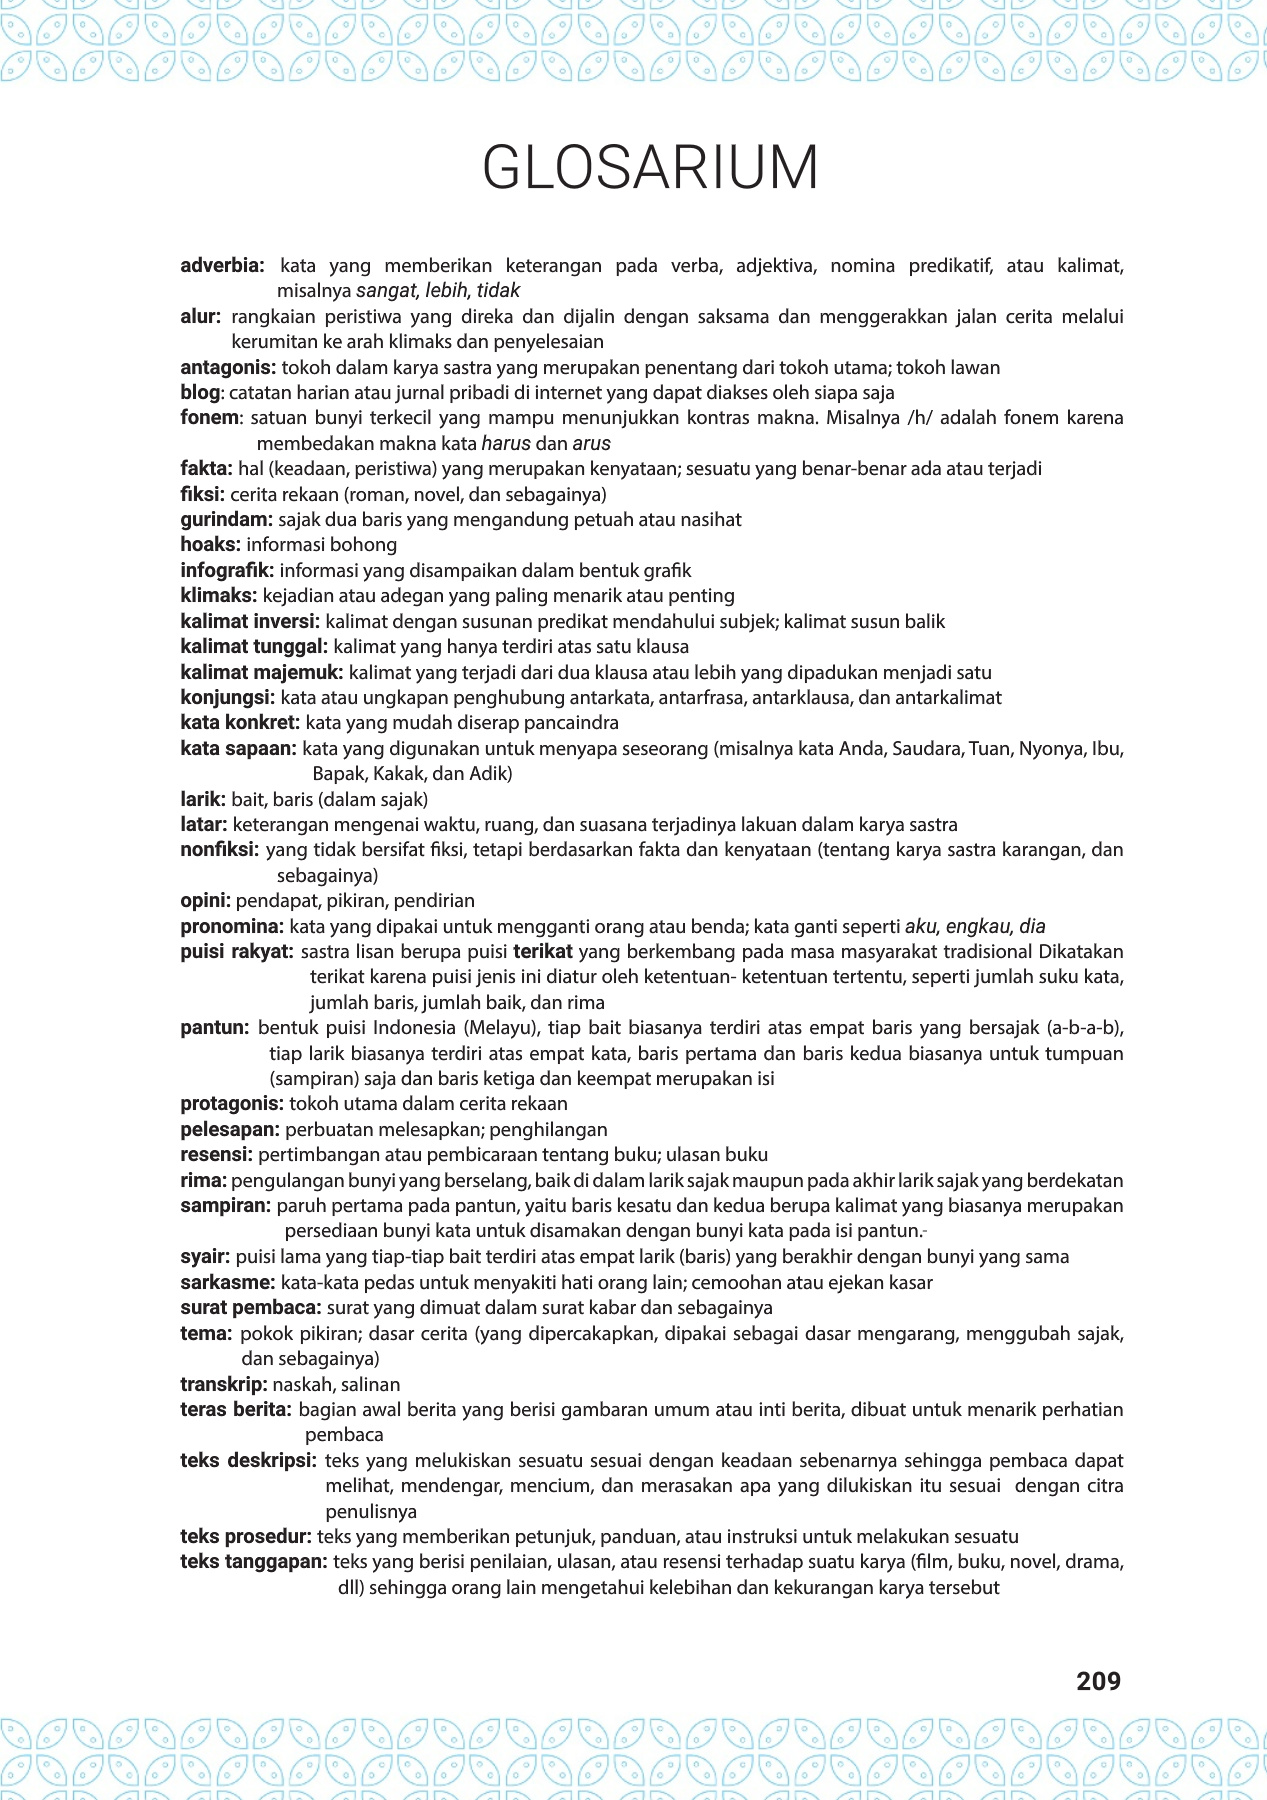 GLOSARIUM
adverbia: kata yang memberikan keterangan pada verba, adjektiva, nomina predikatif, atau kalimat,
misalnya sangat, lebih, tidak
alur: rangkaian peristiwa yang direka dan dijalin dengan saksama dan menggerakkan jalan cerita melalui
kerumitan ke arah klimaks dan penyelesaian
antagonis: tokoh dalam karya sastra yang merupakan penentang dari tokoh utama; tokoh lawan
blog: catatan harian atau jurnal pribadi di internet yang dapat diakses oleh siapa saja
fonem: satuan bunyi terkecil yang mampu menunjukkan kontras makna. Misalnya /h/ adalah fonem karena
membedakan makna kata harus dan arus
fakta: hal (keadaan, peristiwa) yang merupakan kenyataan; sesuatu yang benar-benar ada atau terjadi
fiksi: cerita rekaan (roman, novel, dan sebagainya)
gurindam: sajak dua baris yang mengandung petuah atau nasihat
hoaks: informasi bohong
infografik: informasi yang disampaikan dalam bentuk grafik
klimaks: kejadian atau adegan yang paling menarik atau penting
kalimat inversi: kalimat dengan susunan predikat mendahului subjek; kalimat susun balik
kalimat tunggal: kalimat yang hanya terdiri atas satu klausa
kalimat majemuk: kalimat yang terjadi dari dua klausa atau lebih yang dipadukan menjadi satu
konjungsi: kata atau ungkapan penghubung antarkata, antarfrasa, antarklausa, dan antarkalimat
kata konkret: kata yang mudah diserap pancaindra
kata sapaan: kata yang digunakan untuk menyapa seseorang (misalnya kata Anda, Saudara, Tuan, Nyonya, Ibu,
Bapak, Kakak, dan Adik)
larik: bait, baris (dalam sajak)
latar: keterangan mengenai waktu, ruang, dan suasana terjadinya lakuan dalam karya sastra
nonfiksi: yang tidak bersifat fiksi, tetapi berdasarkan fakta dan kenyataan (tentang karya sastra karangan, dan
sebagainya)
opini: pendapat, pikiran, pendirian
pronomina: kata yang dipakai untuk mengganti orang atau benda; kata ganti seperti aku, engkau, dia
puisi rakyat: sastra lisan berupa puisi terikat yang berkembang pada masa masyarakat tradisional Dikatakan
terikat karena puisi jenis ini diatur oleh ketentuan- ketentuan tertentu, seperti jumlah suku kata,
jumlah baris, jumlah baik, dan rima
pantun: bentuk puisi Indonesia (Melayu), tiap bait biasanya terdiri atas empat baris yang bersajak (a-b-a-b),
tiap larik biasanya terdiri atas empat kata, baris pertama dan baris kedua biasanya untuk tumpuan
(sampiran) saja dan baris ketiga dan keempat merupakan isi
protagonis: tokoh utama dalam cerita rekaan
pelesapan: perbuatan melesapkan; penghilangan
resensi: pertimbangan atau pembicaraan tentang buku; ulasan buku
rima: pengulangan bunyi yang berselang, baik di dalam larik sajak maupun pada akhir larik sajak yang berdekatan
sampiran: paruh pertama pada pantun, yaitu baris kesatu dan kedua berupa kalimat yang biasanya merupakan
persediaan bunyi kata untuk disamakan dengan bunyi kata pada isi pantun.-
syair: puisi lama yang tiap-tiap bait terdiri atas empat larik (baris) yang berakhir dengan bunyi yang sama
sarkasme: kata-kata pedas untuk menyakiti hati orang lain; cemoohan atau ejekan kasar
surat pembaca: surat yang dimuat dalam surat kabar dan sebagainya
tema: pokok pikiran; dasar cerita (yang dipercakapkan, dipakai sebagai dasar mengarang, menggubah sajak,
dan sebagainya)
transkrip: naskah, salinan
teras berita: bagian awal berita yang berisi gambaran umum atau inti berita, dibuat untuk menarik perhatian
pembaca
teks deskripsi: teks yang melukiskan sesuatu sesuai dengan keadaan sebenarnya sehingga pembaca dapat
melihat, mendengar, mencium, dan merasakan apa yang dilukiskan itu sesuai dengan citra
penulisnya
teks prosedur: teks yang memberikan petunjuk, panduan, atau instruksi untuk melakukan sesuatu
teks tanggapan: teks yang berisi penilaian, ulasan, atau resensi terhadap suatu karya (film, buku, novel, drama,
dll) sehingga orang lain mengetahui kelebihan dan kekurangan karya tersebut
209